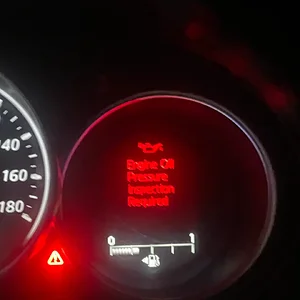 140
160
180
Engine Oil
Pressure
Inspection
Required
0 1